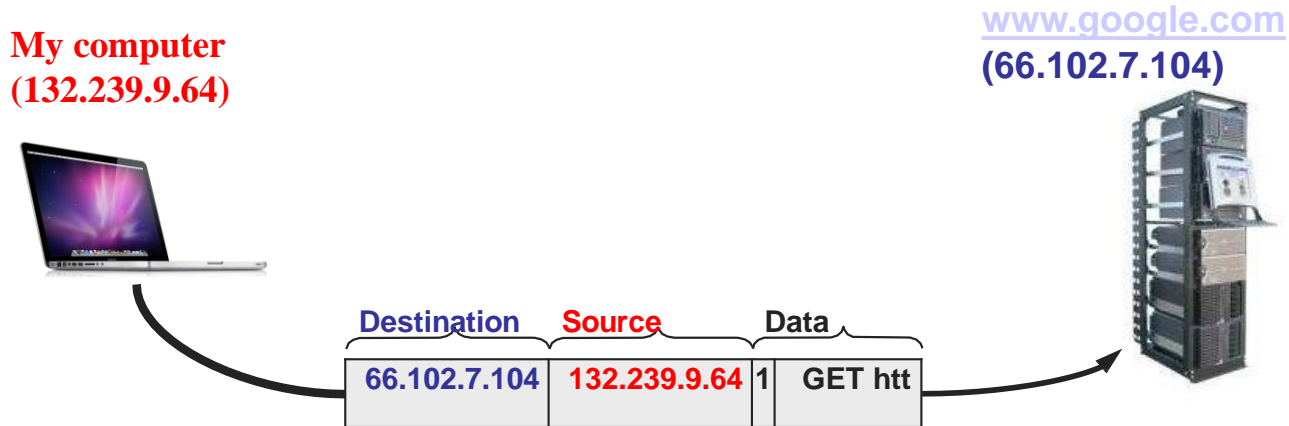 My computer
(132.239.9.64)
www.google.com
(66.102.7.104)
Destination Source Data
66.102.7.104 132.239.9.64 1 GET htt